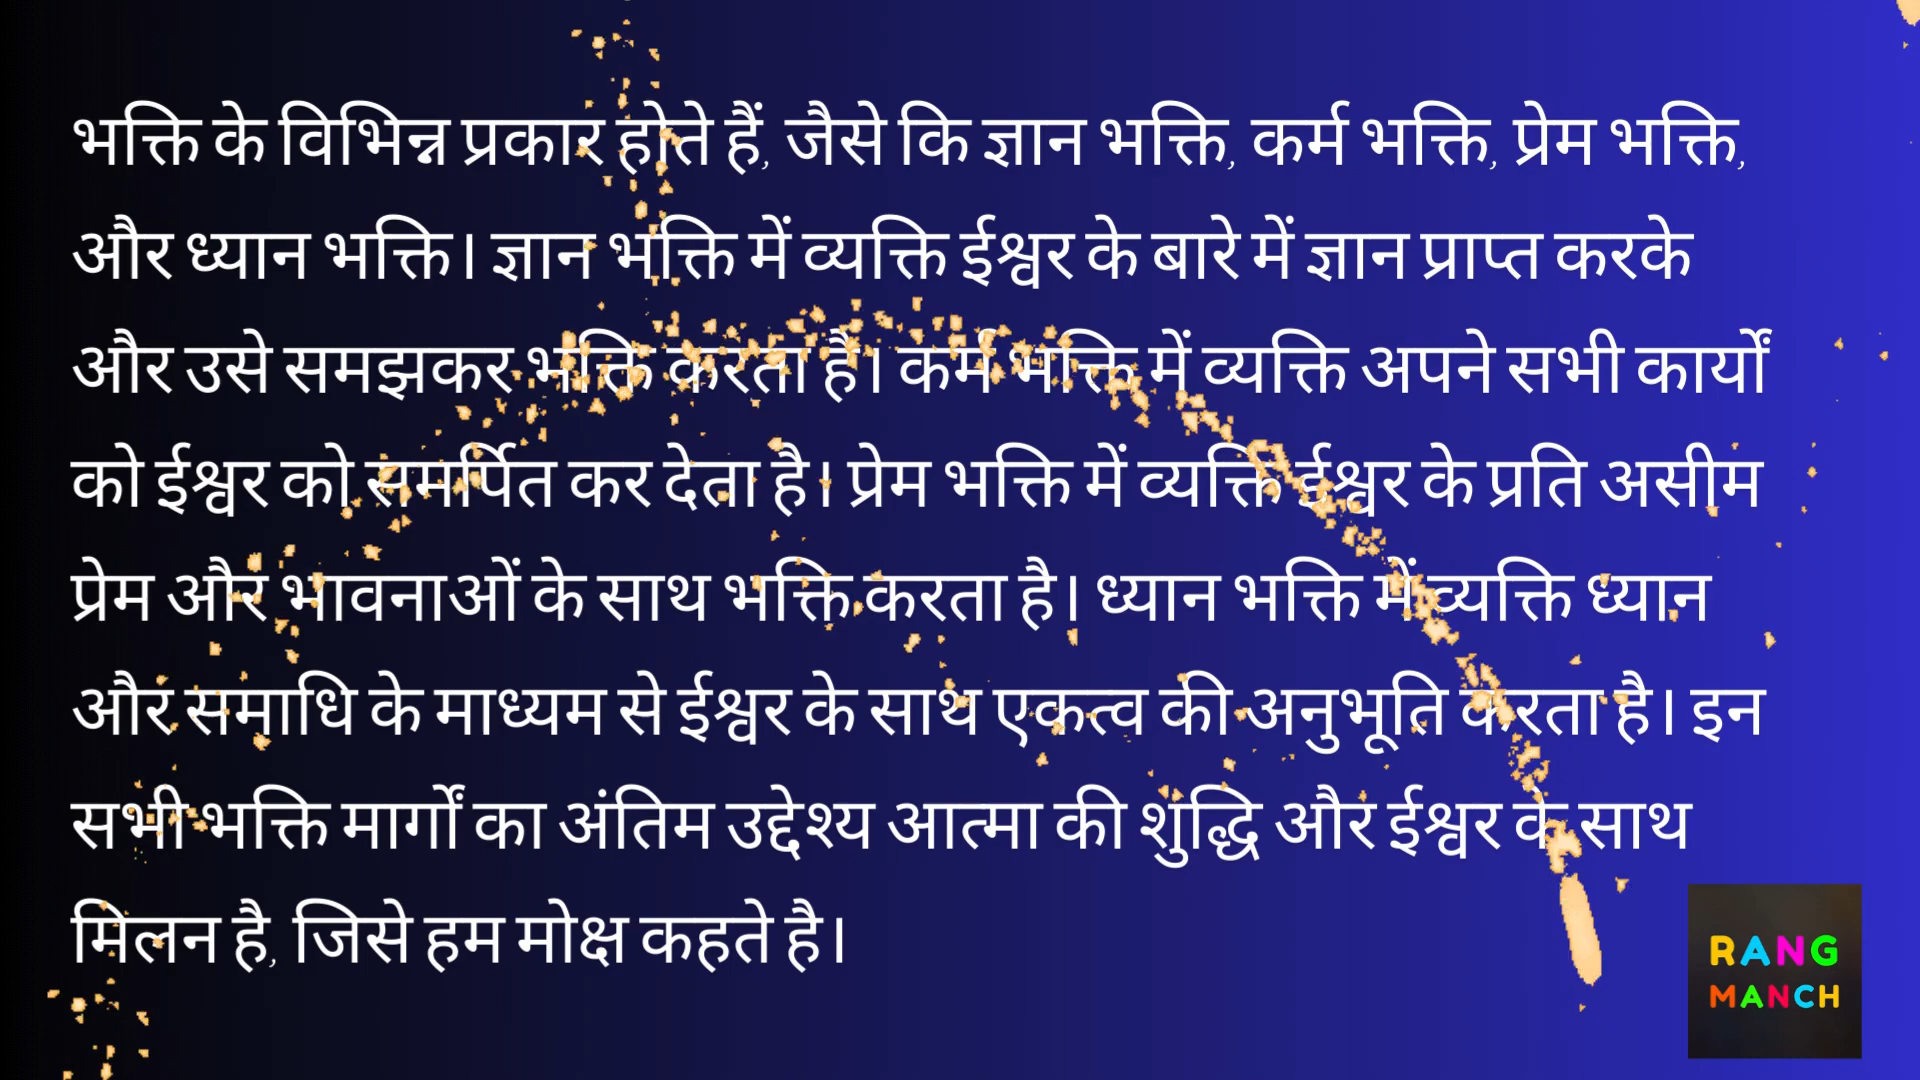 भक्ति के विभिन्न प्रकार होते हैं, जैसे कि ज्ञान भक्ति, कर्म भक्ति, प्रेम भक्ति,
और ध्यान भक्ति। ज्ञान भक्ति में व्यक्ति ईश्वर के बारे में ज्ञान प्राप्त करके
और उसे समझकर भक्ति करता है। कर्म भक्ति में व्यक्ति अपने सभी कार्यों
को ईश्वर को समर्पित कर देता है। प्रेम भक्ति में व्यक्ति ईश्वर के प्रति असीम
प्रेम और भावनाओं के साथ भक्ति करता है। ध्यान भक्ति में व्यक्ति ध्यान
और समाधि के माध्यम से ईश्वर के साथ एकत्व की अनुभूति करता है। इन
सभी भक्ति मार्गों का अंतिम उद्देश्य आत्मा की शुद्धि और ईश्वर के साथ
मिलन है, जिसे हम मोक्ष कहते है।
RANG
MANCH